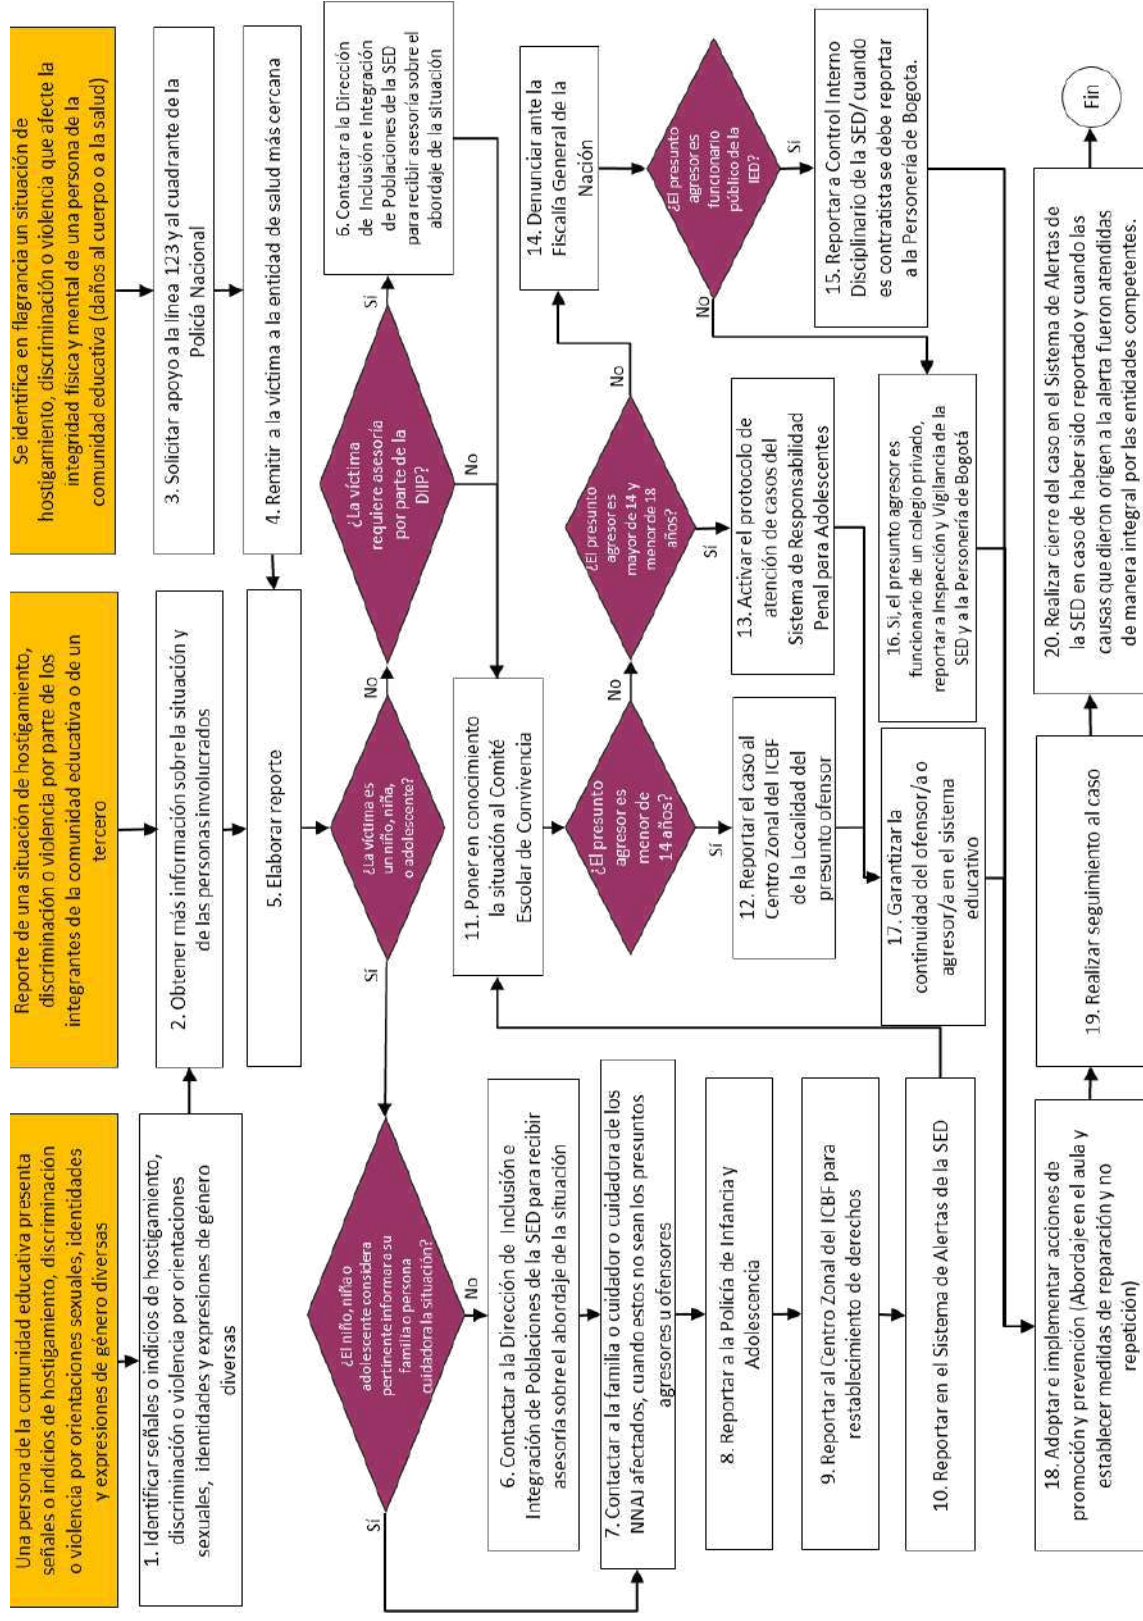 Una persona de la comunidad educativa presenta
señales o indicios de hostigamiento, discriminación
o violencia por orientaciones sexuales, identidades
y expresiones de género diversas
Reporte de una situación de hostigamiento,
discriminación o violencia por parte de los
integrantes de la comunidad educativa o de un
tercero
Se identifica en flagrancia un situación de
hostigamiento, discriminación o violencia que afecte la
integridad física y mental de una persona de la
comunidad educativa (daños al cuerpo o a la salud)
1. Identificar señales o indicios de hostigamiento,
discriminación o violencia por orientaciones
sexuales, identidades y expresiones de género
diversas
2. Obtener más información sobre la situación y
de las personas involucrados
3. Solicitar apoyo a la línea 123 y al cuadrante de la
Policía Nacional
5. Elaborar reporte
4. Remitir a la víctima a la entidad de salud más cercana
¿El niño, niña o
adolescente considera
pertinente informar a su
familia o persona
cuidadora la situación?
Sí
No
Sí
¿La víctima es
un niño, niña,
o adolescente?
No
¿La víctima
requiere asesoría
por parte de la
DIIP?
Sí
No
6. Contactar a la Dirección
de Inclusión e Integración
de Poblaciones de la SED
para recibir asesoría sobre el
abordaje de la situación
6. Contactar a la Dirección de Inclusión e
Integración de Poblaciones de la SED para recibir
asesoría sobre el abordaje de la situación
7. Contactar a la familia o cuidador o cuidadora de los
NNAJ afectados, cuando estos no sean los presuntos
agresores u ofensores
8. Reportar a la Policía de Infancia y
Adolescencia
9. Reportar al Centro Zonal del ICBF para
restablecimiento de derechos
10. Reportar en el Sistema de Alertas de la SED
11. Poner en conocimiento
la situación al Comité
Escolar de Convivencia
¿El presunto
agresor es
menor de
14 años?
Sí
No
¿El presunto
agresor es
mayor de 14 y
menor de 18
años?
Sí
No
14. Denunciar ante la
Fiscalía General de la
Nación
¿El presunto
agresores
funcionario
público de la
IED?
No
Sí
12. Reportar el caso al
Centro Zonal del ICBF
de la Localidad del
presunto ofensor
13. Activar el protocolo de
atención de casos del
Sistema de Responsabilidad
Penal para Adolescentes
15. Reportar a Control Interno
Disciplinario de la SED/ cuando
es contratista se debe reportar
a la Personería de Bogota.
17. Garantizar la
continuidad del ofensor/a o
agresor/a en el sistema
educativo
16. Si, el presunto agresor es
funcionario de un colegio privado,
reportar a Inspección y Vigilancia de la
SED y a la Personería de Bogotá
18. Adoptar e implementar acciones de
promoción y prevención (Abordaje en el aula y
establecer medidas de reparación y no
repetición)
19. Realizar seguimiento al caso
20. Realizar cierre del caso en el Sistema de Alertas de
la SED en caso de haber sido reportado y cuando las
causas que dieron origen a la alerta fueron atendidas
de manera integral por las entidades competentes.
Fin